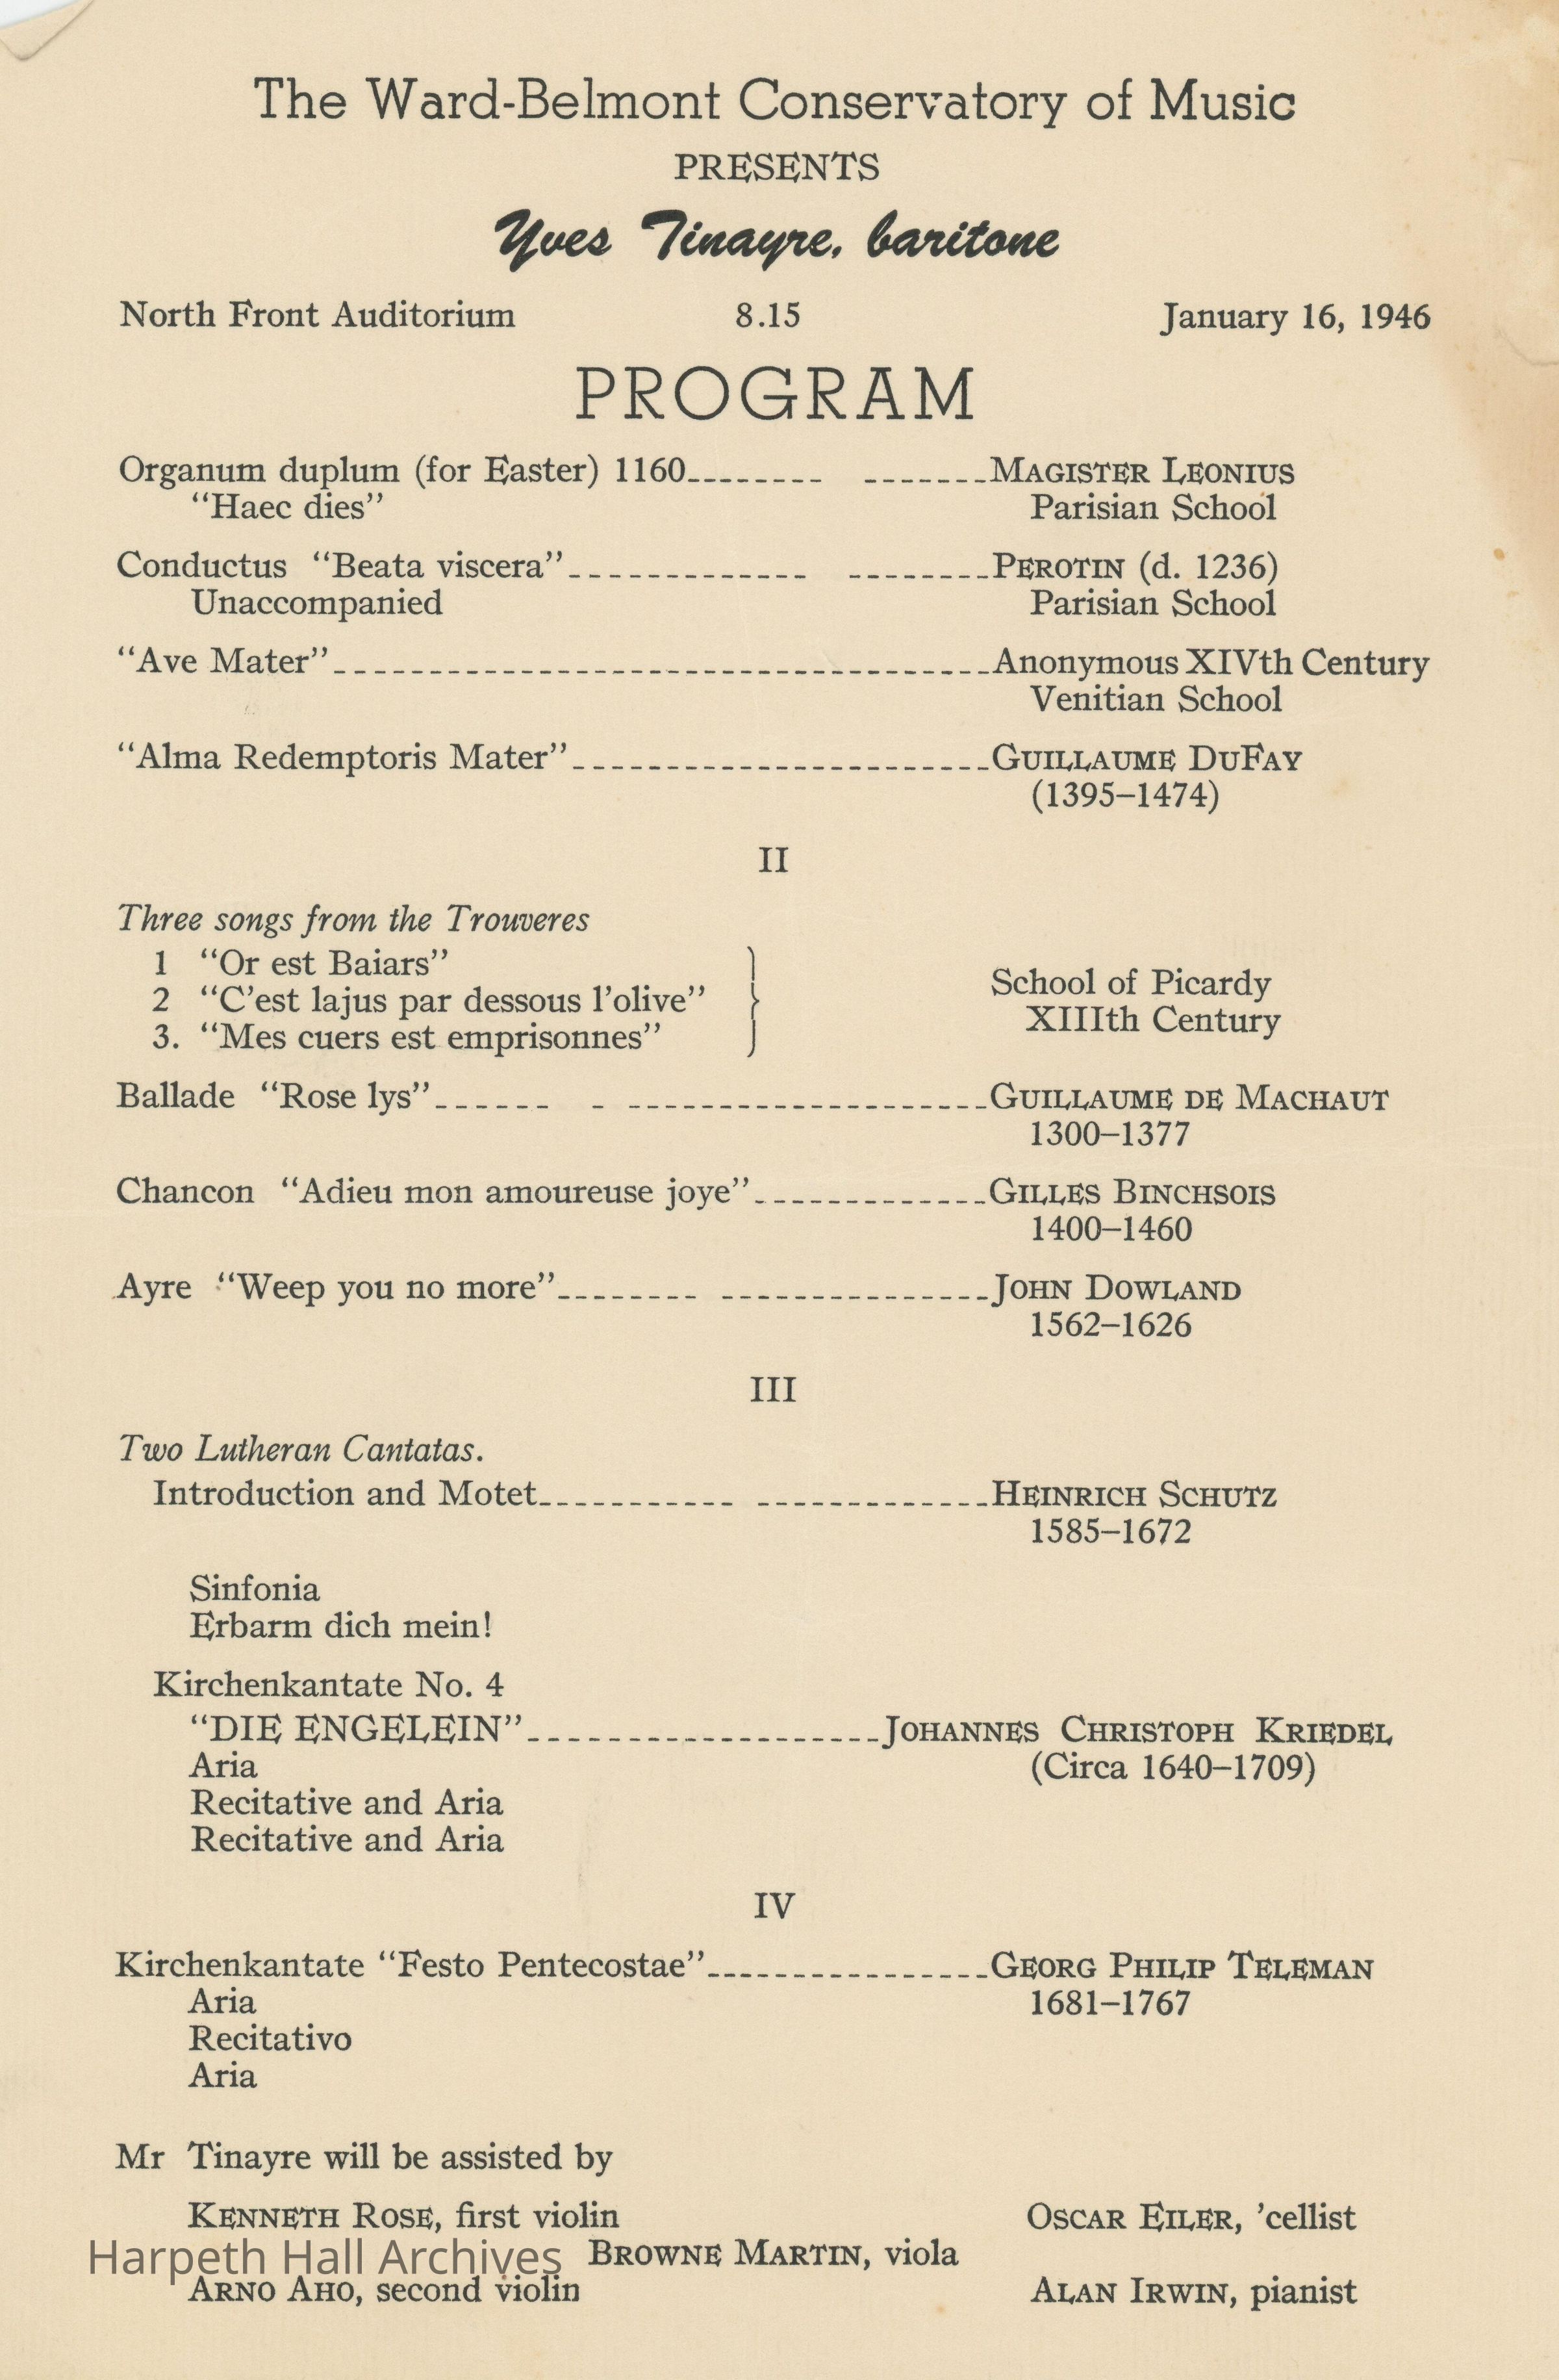 The Ward-Belmont Conservatory of Music
PRESENTS
Yves Tinayre, baritone
North Front Auditorium 8.15 January 16, 1946
PROGRAM
Organum duplum (for Easter) 1160-------- -------MAGISTER LEONIUS
"Haec dies" Parisian School
Conductus "Beata viscera"------------- --------PEROTIN (d. 1236)
Unaccompanied Parisian School
"Ave Mater"-----------------------------------Anonymous XIVth Century
Venitian School
"Alma Redemptoris Mater"----------------------GUILLAUME DUFAY
(1395–1474)
II
Three songs from the Trouveres
1 "Or est Baiars"
2 "C'est lajus par dessous l'olive" } School of Picardy
3. "Mes cuers est emprisonnes" XIIIth Century
Ballade "Rose lys"------ - -------------------GUILLAUME DE MACHAUT
1300–1377
Chancon "Adieu mon amoureuse joye"-------------GILLES BINCHSOIS
1400–1460
Ayre "Weep you no more"-------- ---------------JOHN DOWLAND
1562–1626
III
Two Lutheran Cantatas.
Introduction and Motet----------- -------------HEINRICH SCHUTZ
1585–1672
Sinfonia
Erbarm dich mein!
Kirchenkantate No. 4
"DIE ENGELEIN"-------------------JOHANNES CHRISTOPH KRIEDEL
Aria (Circa 1640–1709)
Recitative and Aria
Recitative and Aria
IV
Kirchenkantate "Festo Pentecostae"----------------GEORG PHILIP TELEMAN
Aria 1681–1767
Recitativo
Aria
Mr Tinayre will be assisted by
KENNETH ROSE, first violin OSCAR EILER, 'cellist
Harpeth Hall Archives BROWNE MARTIN, viola
ARNO AHO, second violin ALAN IRWIN, pianist